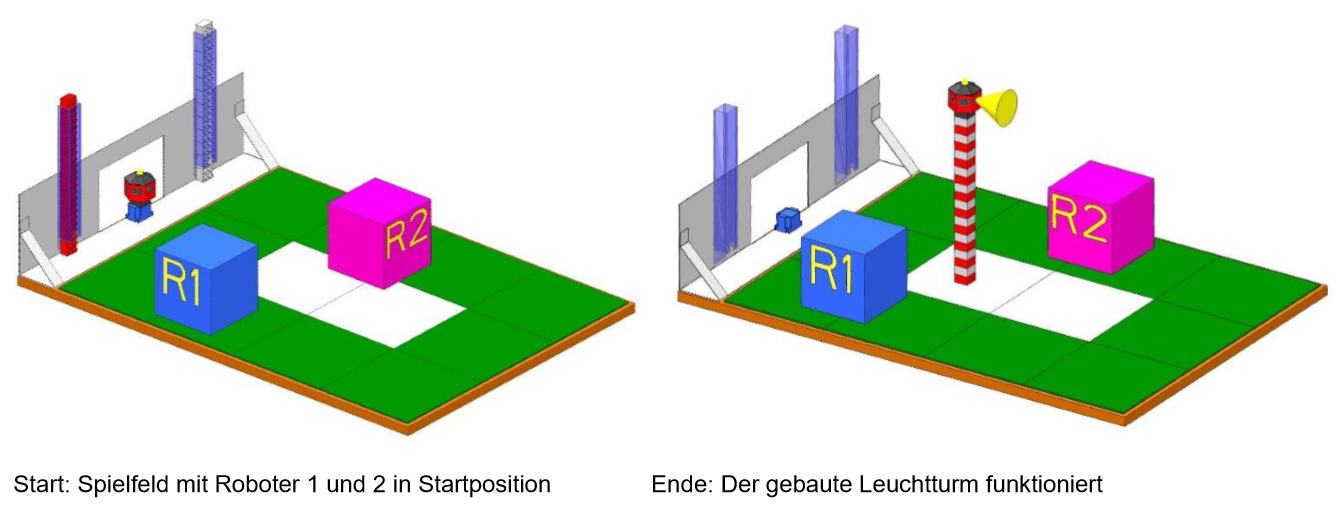 R1
R2
R1
R2
Start: Spielfeld mit Roboter 1 und 2 in Startposition
Ende: Der gebaute Leuchtturm funktioniert